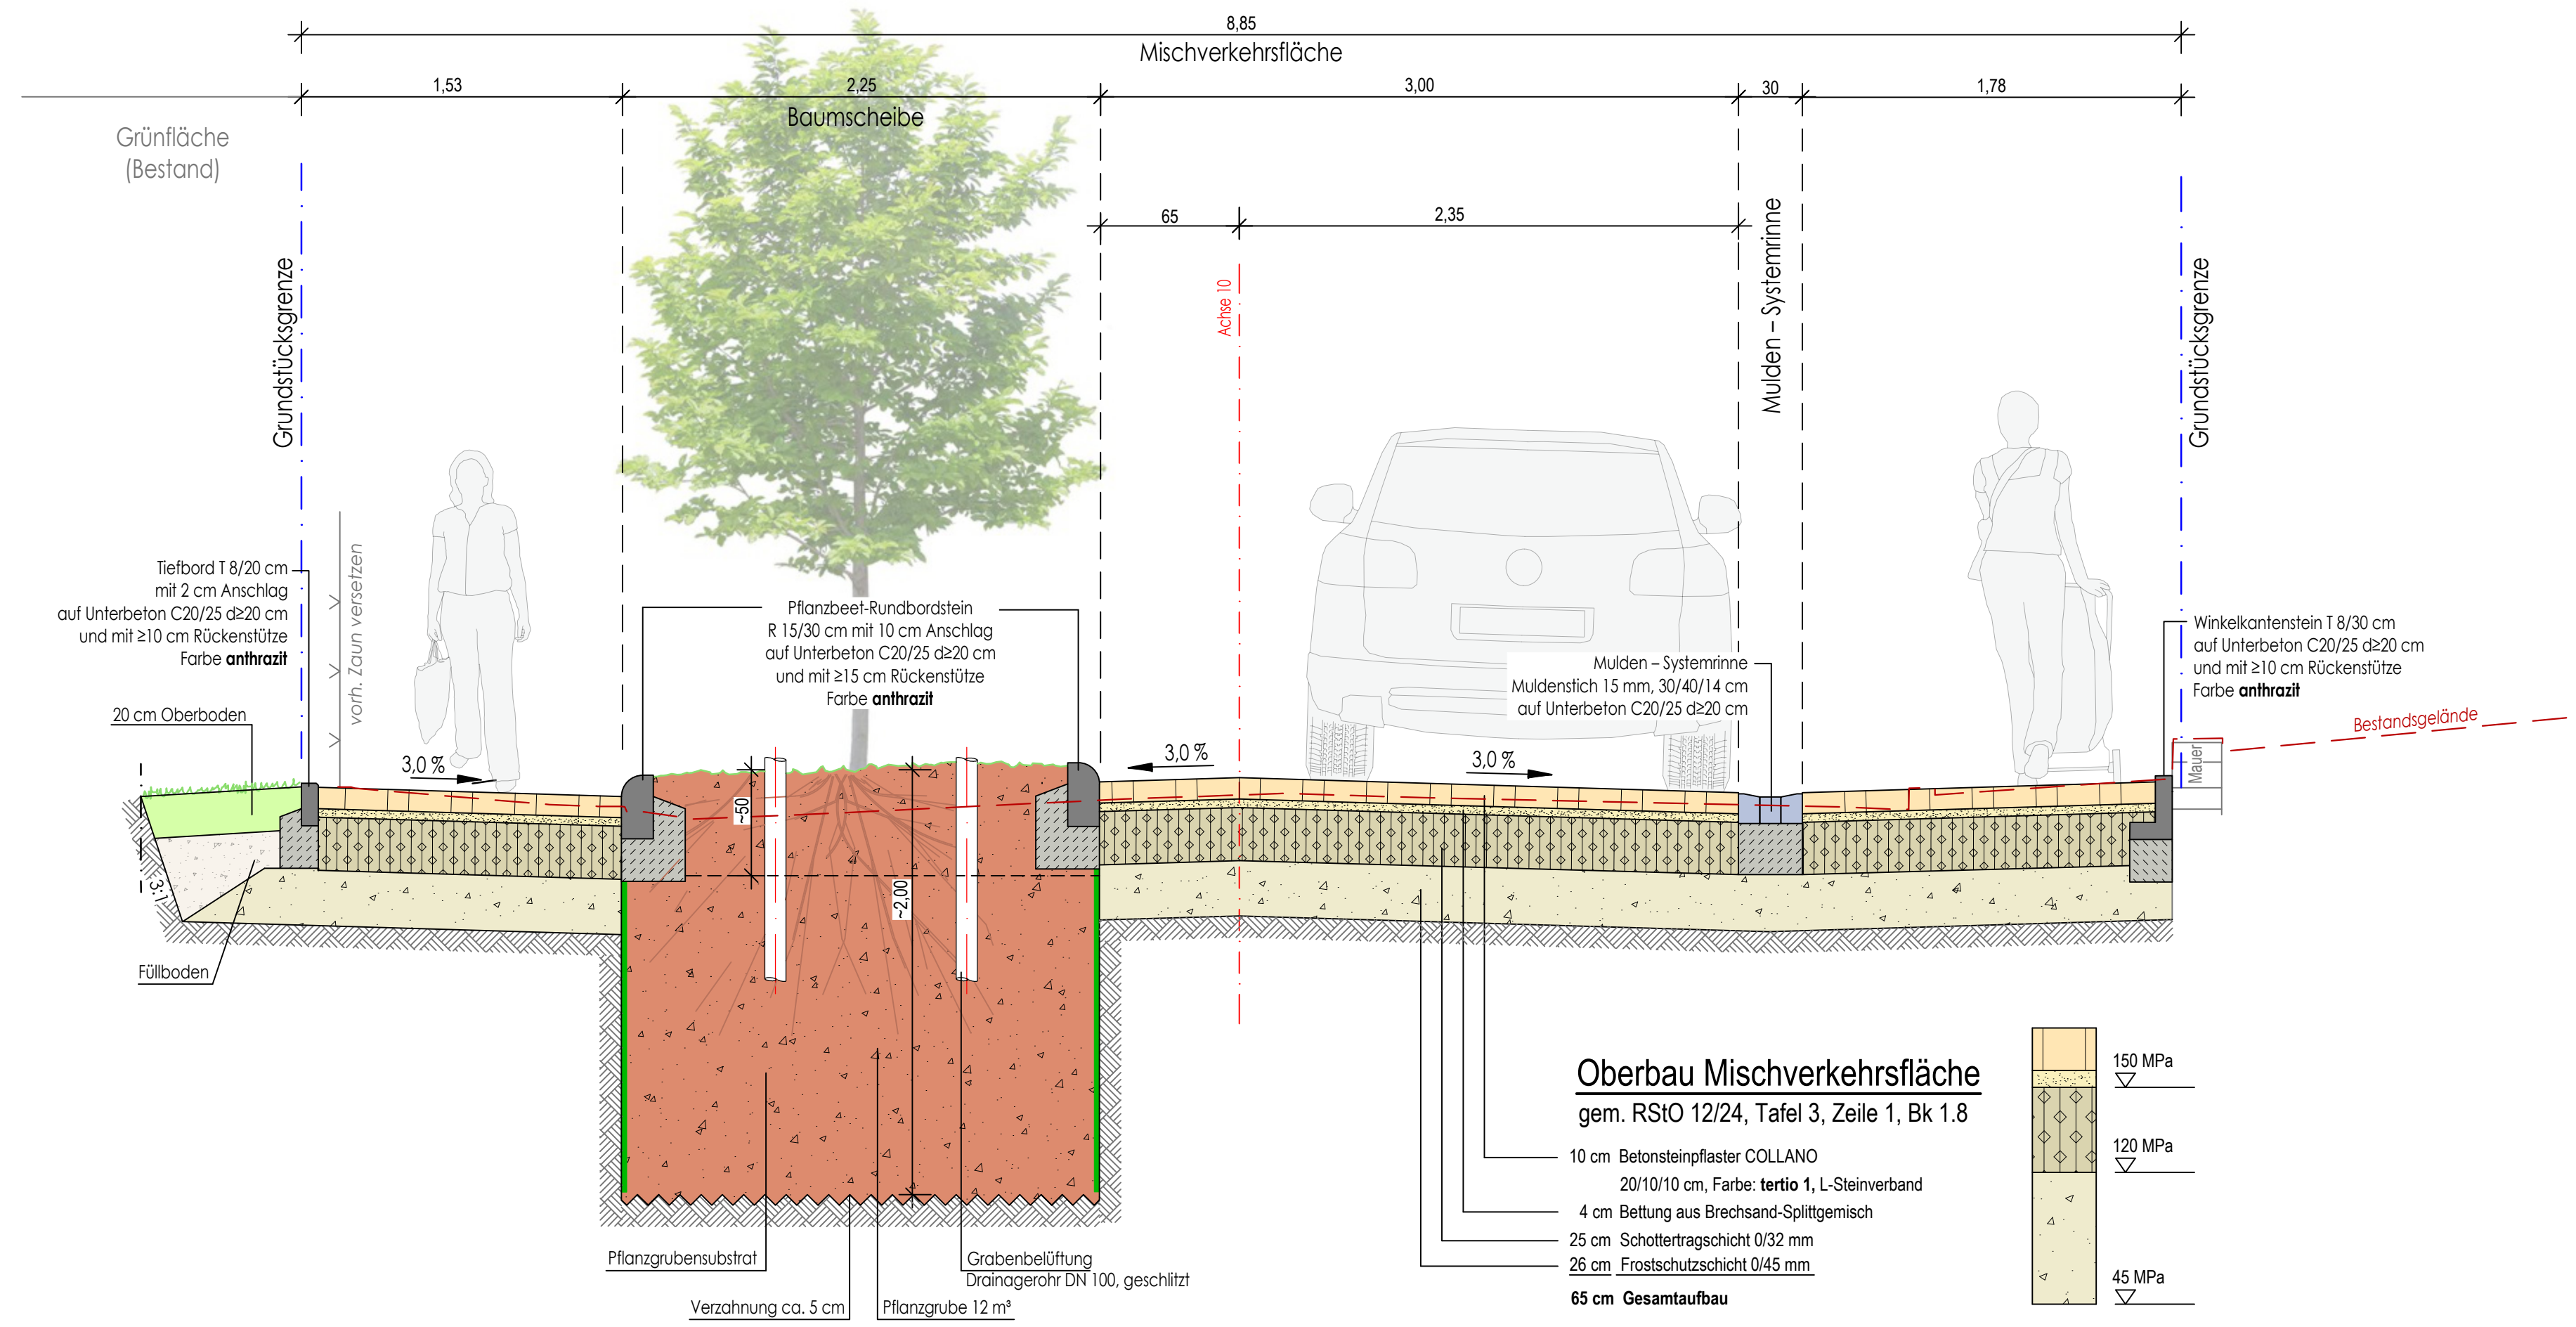 8,85
Mischverkehrsfläche
1,53
2,25
3,00
30
1,78
Baumscheibe
Grünfläche
(Bestand)
65
2,35
Grundstücksgrenze
Achse 10
Mulden – Systemrinne
Grundstücksgrenze
vorh. Zaun versetzen
Tiefbord T 8/20 cm
mit 2 cm Anschlag
auf Unterbeton C20/25 d≥20 cm
und mit ≥10 cm Rückenstütze
Farbe anthrazit
Pflanzbeet-Rundbordstein
R 15/30 cm mit 10 cm Anschlag
auf Unterbeton C20/25 d≥20 cm
und mit ≥15 cm Rückenstütze
Farbe anthrazit
Mulden – Systemrinne
Muldenstich 15 mm, 30/40/14 cm
auf Unterbeton C20/25 d≥20 cm
Winkelkantenstein T 8/30 cm
auf Unterbeton C20/25 d≥20 cm
und mit ≥10 cm Rückenstütze
Farbe anthrazit
20 cm Oberboden
Bestandsgelände
Mauer
3,0 %
3,0 %
3,0 %
~50
~2,00
3:1
Füllboden
Pflanzgrubensubstrat
Verzahnung ca. 5 cm
Pflanzgrube 12 m³
Grabenbelüftung
Drainagerohr DN 100, geschlitzt
Oberbau Mischverkehrsfläche
gem. RStO 12/24, Tafel 3, Zeile 1, Bk 1.8
10 cm Betonsteinpflaster COLLANO
20/10/10 cm, Farbe: tertio 1, L-Steinverband
4 cm Bettung aus Brechsand-Splittgemisch
25 cm Schottertragschicht 0/32 mm
26 cm Frostschutzschicht 0/45 mm
65 cm Gesamtaufbau
150 MPa
120 MPa
45 MPa